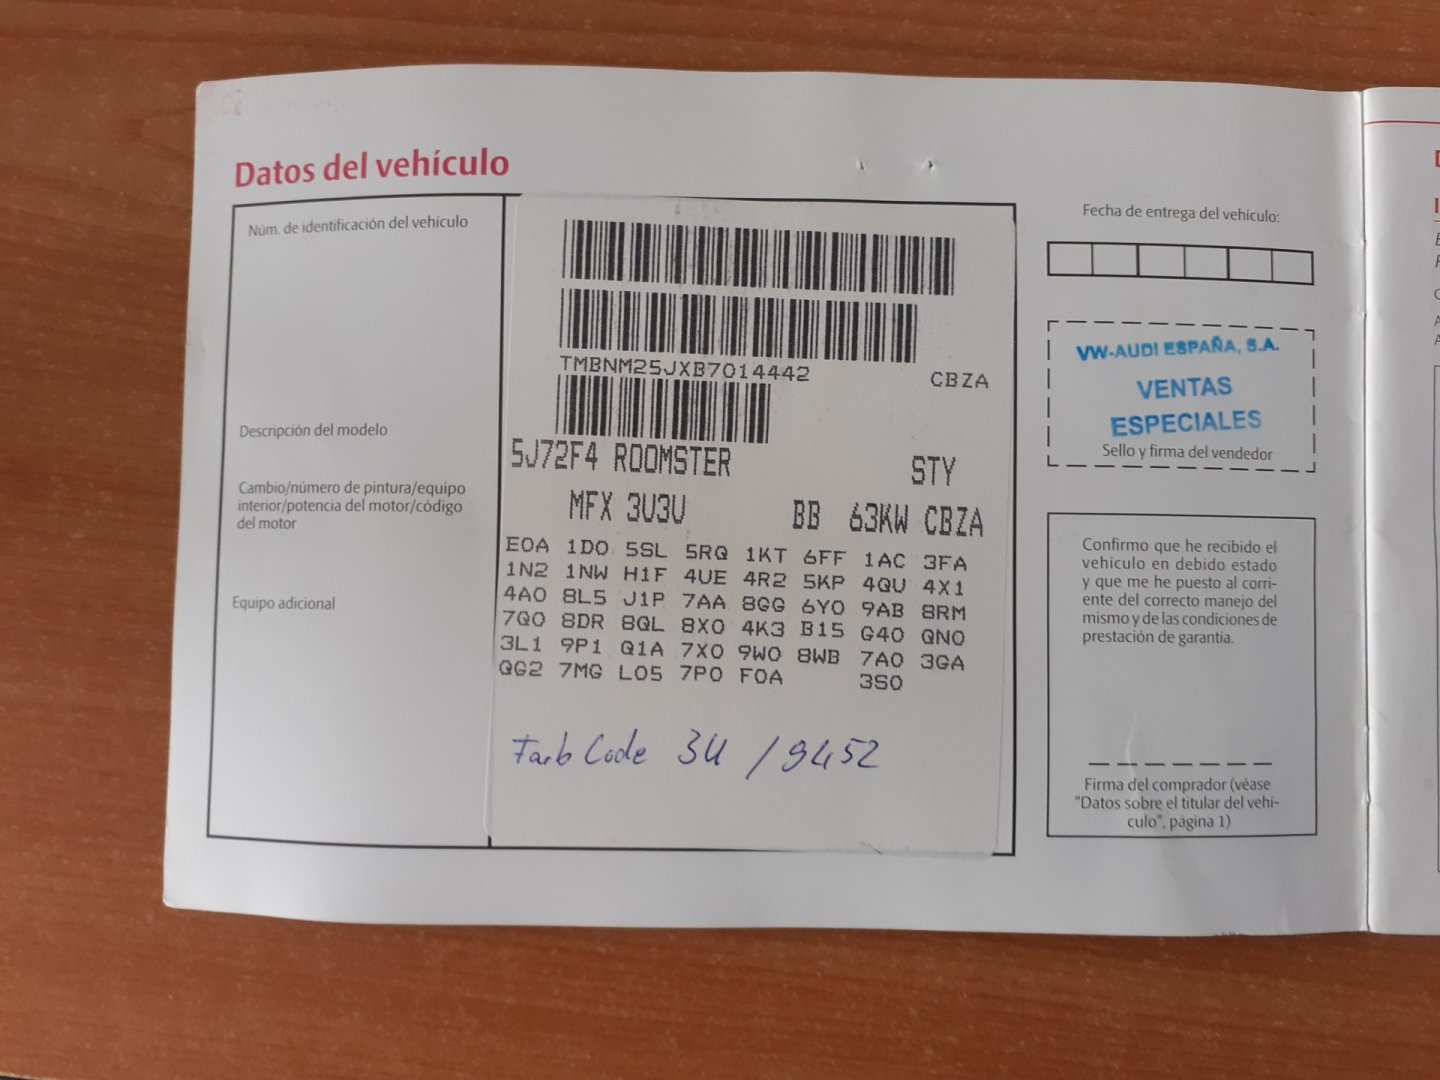 Datos del vehículo
Núm. de identificación del vehículo
TMBNM25JXB7014442
CBZA
Descripción del modelo
5J72F4 ROOMSTER STY
Cambio/número de pintura/equipo
interior/potencia del motor/código
del motor
MFX 3U3U BB 63KW CBZA
Equipo adicional
E0A 1D0 5SL 5RQ 1KT 6FF 1AC 3FA
1N2 1NW H1F 4UE 4R2 5KP 4QU 4X1
4A0 8L5 J1P 7AA 8GG 6Y0 9AB 8RM
7Q0 8DR 8QL 8X0 4K3 B15 G40 QN0
3L1 9P1 Q1A 7X0 9W0 8WB 7A0 3GA
QG2 7MG L05 7P0 F0A 3S0
Farb Code 3U / 9452
Fecha de entrega del vehículo:
VW-AUDI ESPAÑA, S.A.
VENTAS
ESPECIALES
Sello y firma del vendedor
Confirmo que he recibido el
vehículo en debido estado
y que me he puesto al corri-
ente del correcto manejo del
mismo y de las condiciones de
prestación de garantía.
Firma del comprador (véase
"Datos sobre el titular del vehí-
culo", página 1)